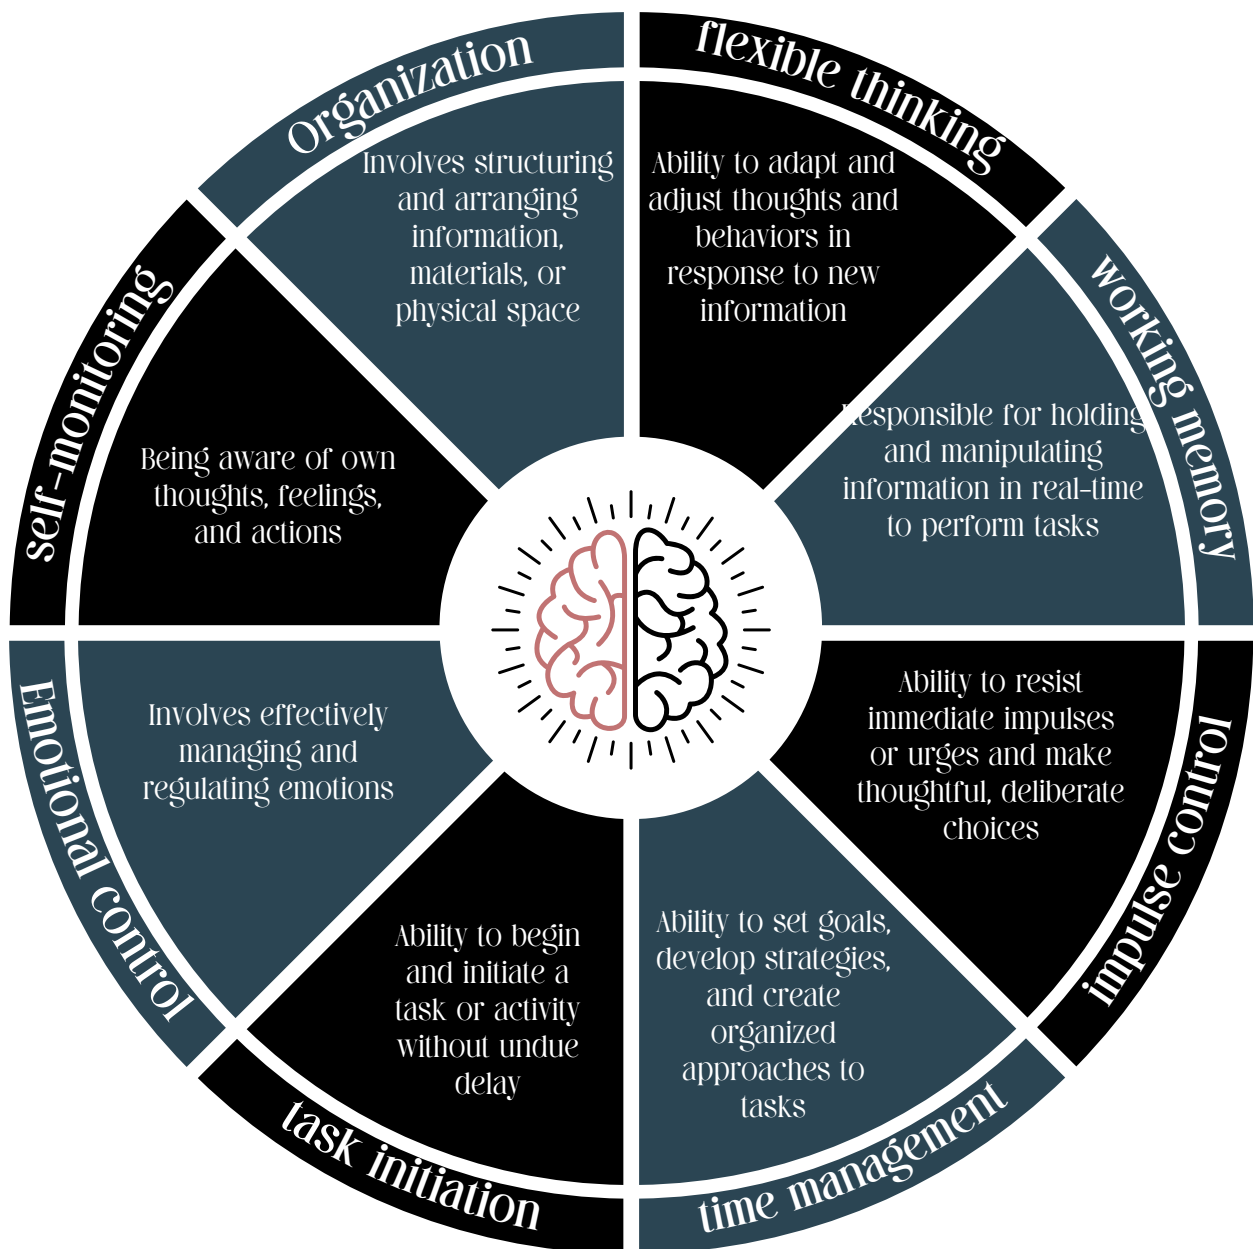 Organization
Involves structuring
and arranging
information,
materials, or
physical space
flexible thinking
Ability to adapt and
adjust thoughts and
behaviors in
response to new
information
working memory
Responsible for holding
and manipulating
information in real-time
to perform tasks
impulse control
Ability to resist
immediate impulses
or urges and make
thoughtful, deliberate
choices
time management
Ability to set goals,
develop strategies,
and create
organized
approaches to
tasks
task initiation
Ability to begin
and initiate a
task or activity
without undue
delay
Emotional control
Involves effectively
managing and
regulating emotions
self-monitoring
Being aware of own
thoughts, feelings,
and actions